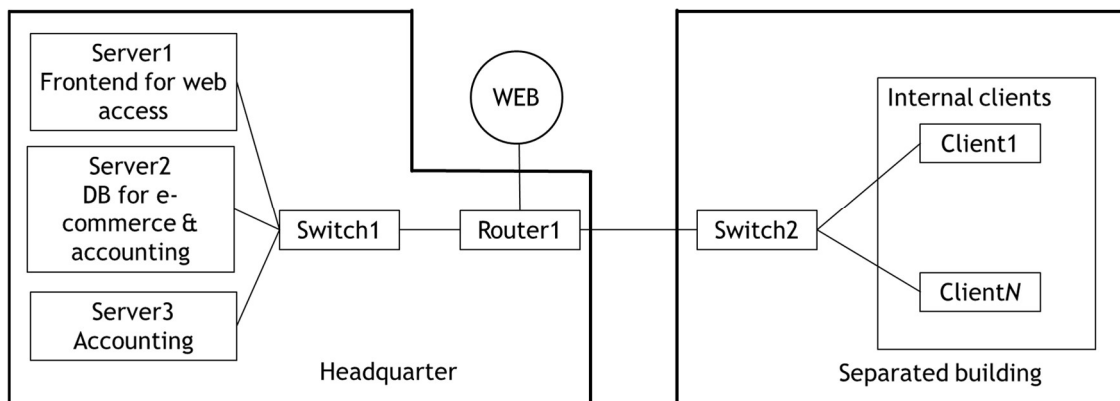 Server1
Frontend for web
access
Server2
DB for e-
commerce &
accounting
Server3
Accounting
Switch1
WEB
Router1
Headquarter
Switch2
Internal clients
Client1
ClientN
Separated building